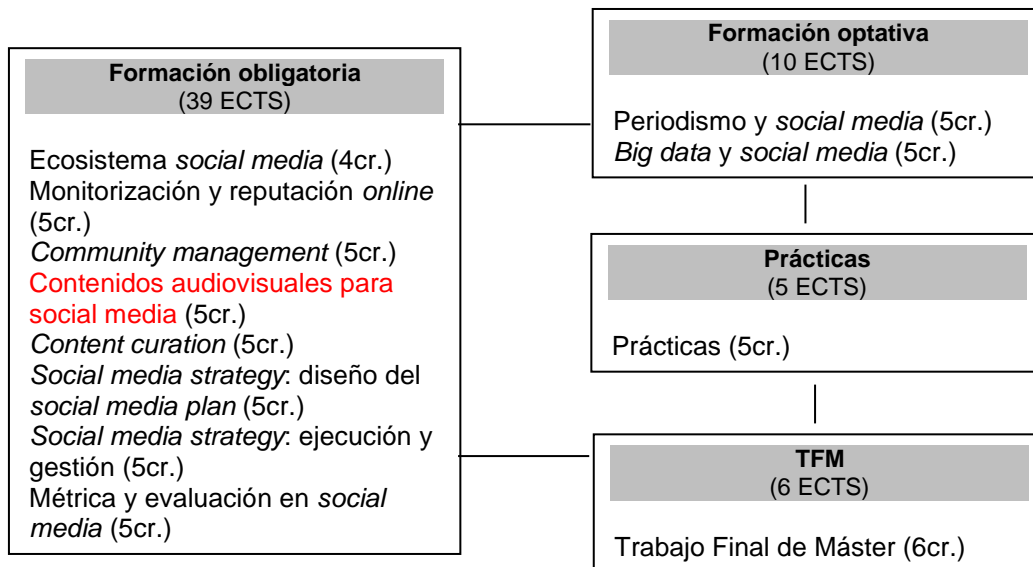 Formación obligatoria
(39 ECTS)
Ecosistema social media (4cr.)
Monitorización y reputación online
(5cr.)
Community management (5cr.)
Contenidos audiovisuales para
social media (5cr.)
Content curation (5cr.)
Social media strategy: diseño del
social media plan (5cr.)
Social media strategy: ejecución y
gestión (5cr.)
Métrica y evaluación en social
media (5cr.)
Formación optativa
(10 ECTS)
Periodismo y social media (5cr.)
Big data y social media (5cr.)
Prácticas
(5 ECTS)
Prácticas (5cr.)
TFM
(6 ECTS)
Trabajo Final de Máster (6cr.)